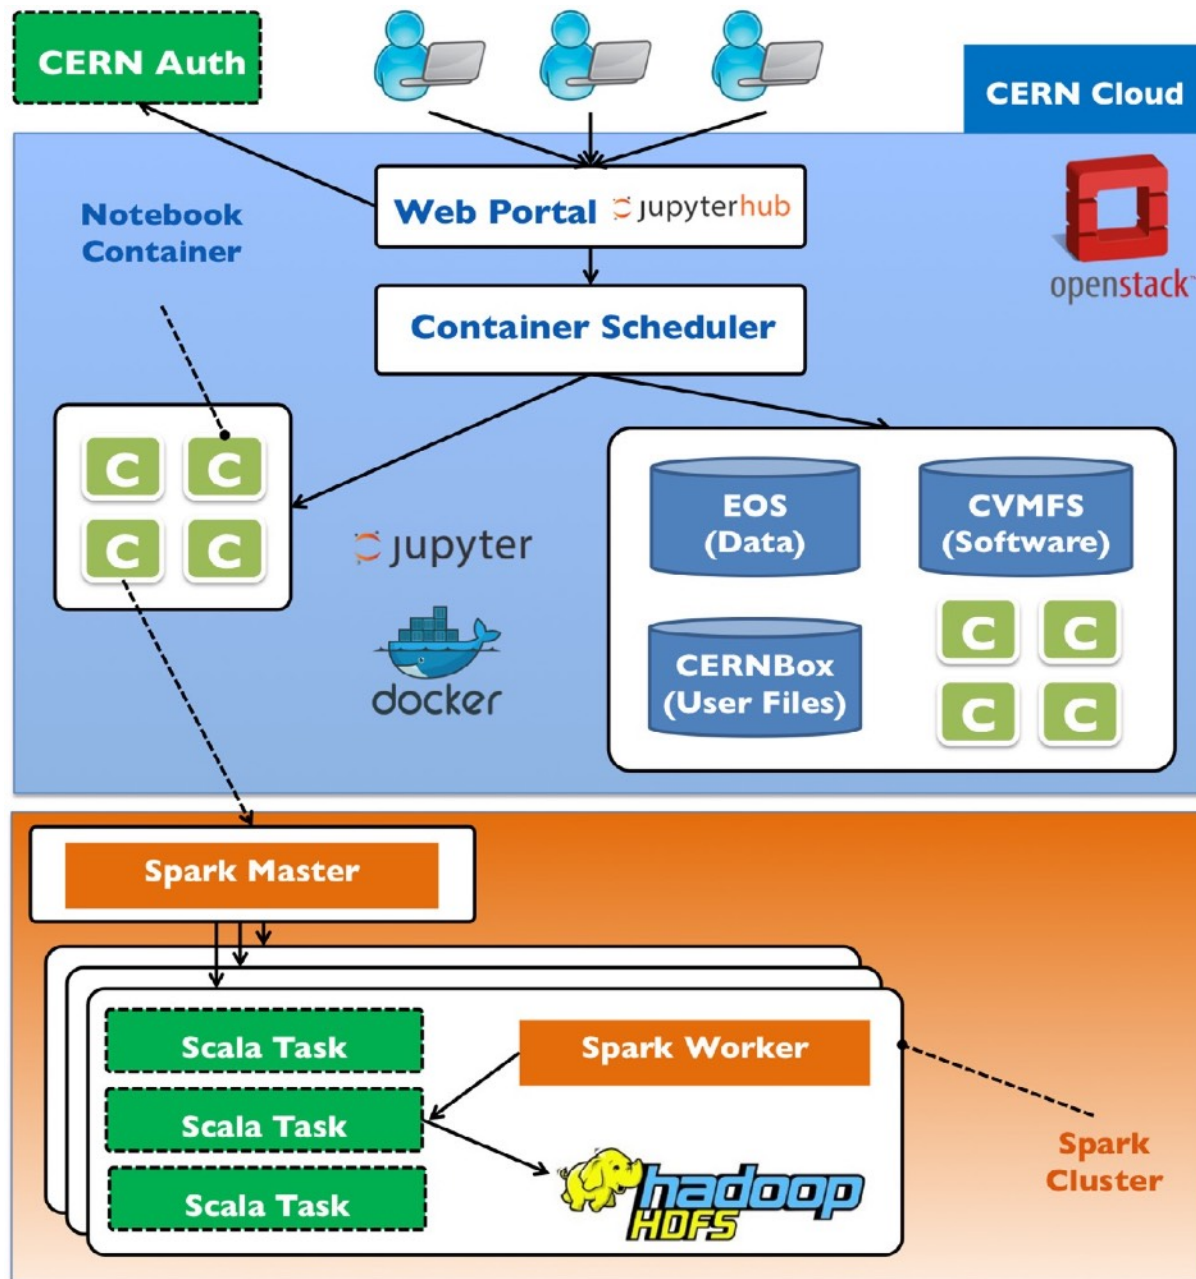 CERN Auth
CERN Cloud
Notebook
Container
Web Portal jupyterhub
openstack™
Container Scheduler
C C
C C
jupyter
docker
EOS
(Data)
CVMFS
(Software)
CERNBox
(User Files)
C C
C C
Spark Master
Scala Task
Spark Worker
Scala Task
Scala Task
hadoop
HDFS
Spark
Cluster